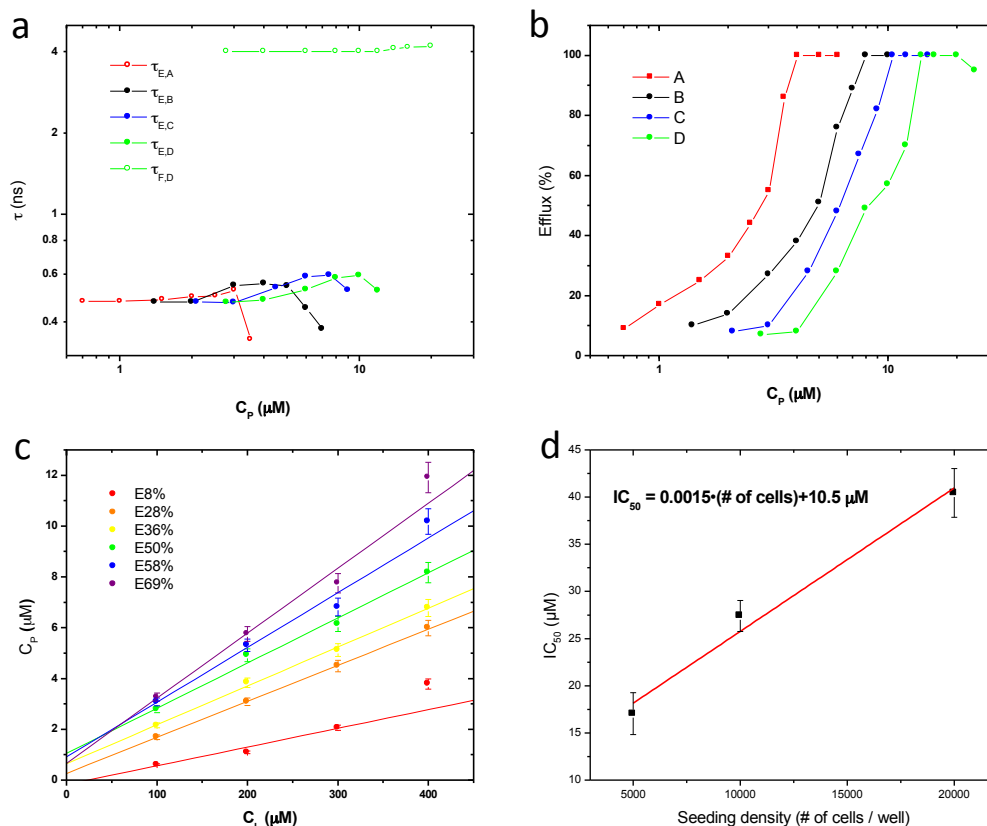 a
τ (ns)
4
2
1
0.6
0.4
τE,A
τE,B
τE,C
τE,D
τF,D
1
10
CP (μM)
b
Efflux (%)
100
80
60
40
20
0
A
B
C
D
1
10
CP (μM)
c
CP (μM)
12
10
8
6
4
2
0
E8%
E28%
E36%
E50%
E58%
E69%
0
100
200
300
400
d
IC50 (μM)
45
40
35
30
25
20
15
10
IC50 = 0.0015•(# of cells)+10.5 μM
5000
10000
15000
20000
Seeding density (# of cells / well)